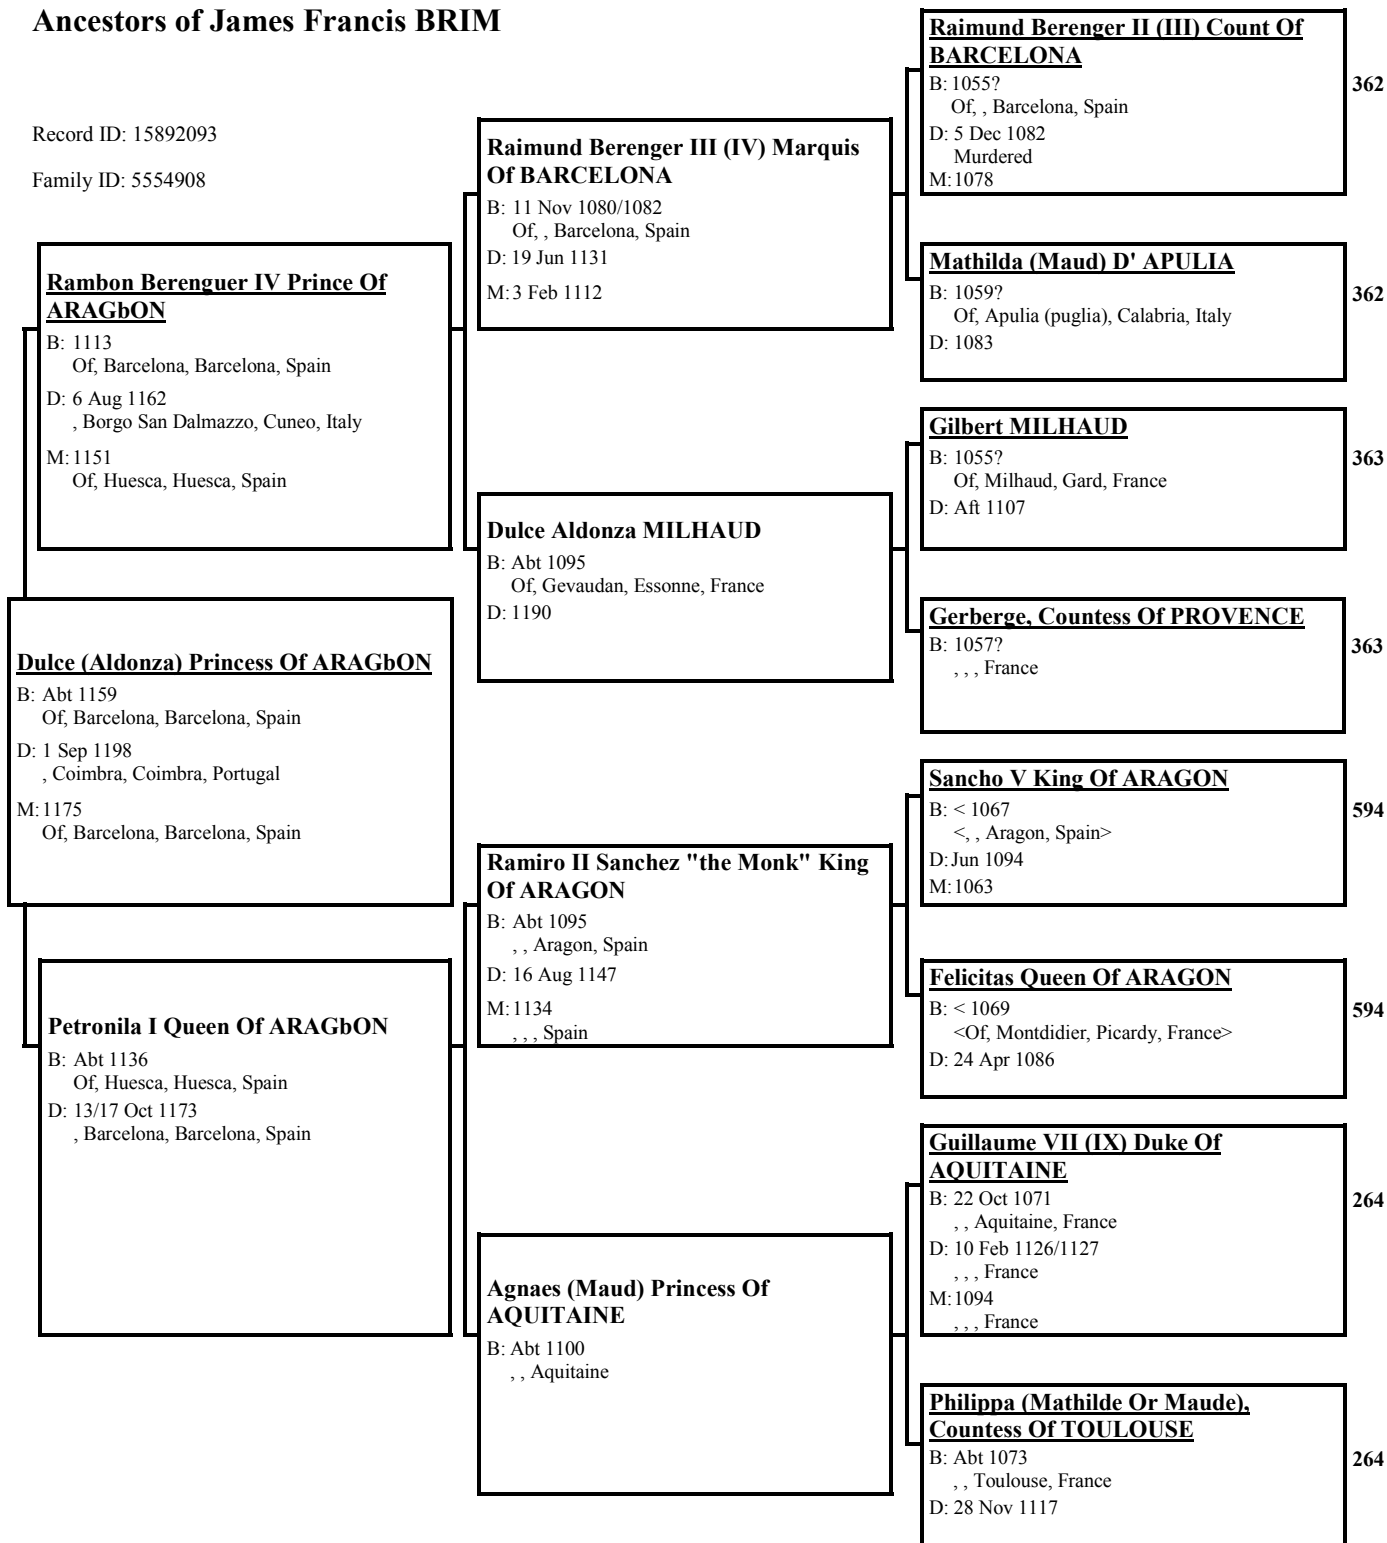 Ancestors of James Francis BRIM
Record ID: 15892093
Family ID: 5554908
Rambon Berenguer IV Prince Of
ARAGbON
B: 1113
Of, Barcelona, Barcelona, Spain
D: 6 Aug 1162
, Borgo San Dalmazzo, Cuneo, Italy
M: 1151
Of, Huesca, Huesca, Spain
Dulce (Aldonza) Princess Of ARAGbON
B: Abt 1159
Of, Barcelona, Barcelona, Spain
D: 1 Sep 1198
, Coimbra, Coimbra, Portugal
M: 1175
Of, Barcelona, Barcelona, Spain
Petronila I Queen Of ARAGbON
B: Abt 1136
Of, Huesca, Huesca, Spain
D: 13/17 Oct 1173
, Barcelona, Barcelona, Spain
Raimund Berenger III (IV) Marquis
Of BARCELONA
B: 11 Nov 1080/1082
Of, , Barcelona, Spain
D: 19 Jun 1131
M: 3 Feb 1112
Dulce Aldonza MILHAUD
B: Abt 1095
Of, Gevaudan, Essonne, France
D: 1190
Ramiro II Sanchez "the Monk" King
Of ARAGON
B: Abt 1095
, , Aragon, Spain
D: 16 Aug 1147
M: 1134
, , , Spain
Agnaes (Maud) Princess Of
AQUITAINE
B: Abt 1100
, , Aquitaine
Raimund Berenger II (III) Count Of
BARCELONA
B: 1055?
Of, , Barcelona, Spain
D: 5 Dec 1082
Murdered
M: 1078
362
Mathilda (Maud) D' APULIA
B: 1059?
Of, Apulia (puglia), Calabria, Italy
D: 1083
362
Gilbert MILHAUD
B: 1055?
Of, Milhaud, Gard, France
D: Aft 1107
363
Gerberge, Countess Of PROVENCE
B: 1057?
, , , France
363
Sancho V King Of ARAGON
B: < 1067
<, , Aragon, Spain>
D: Jun 1094
M: 1063
594
Felicitas Queen Of ARAGON
B: < 1069
<Of, Montdidier, Picardy, France>
D: 24 Apr 1086
594
Guillaume VII (IX) Duke Of
AQUITAINE
B: 22 Oct 1071
, , Aquitaine, France
D: 10 Feb 1126/1127
, , , France
M: 1094
, , , France
264
Philippa (Mathilde Or Maude),
Countess Of TOULOUSE
B: Abt 1073
, , Toulouse, France
D: 28 Nov 1117
264